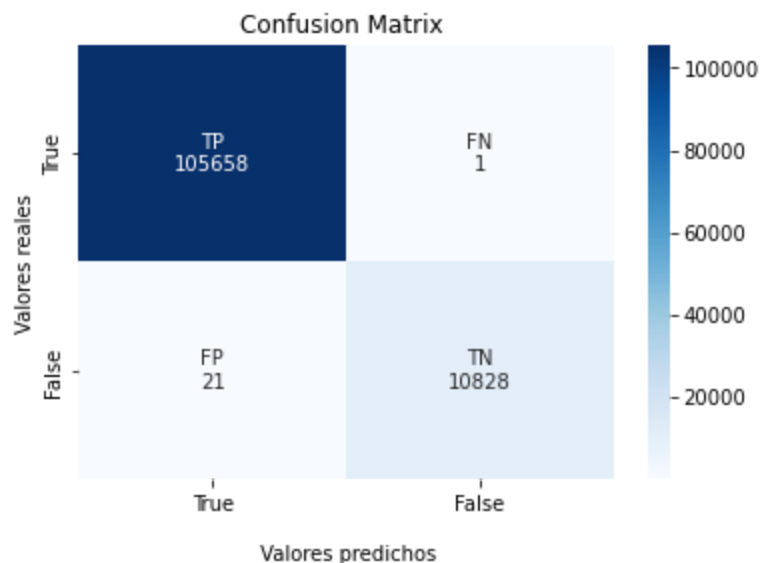 Confusion Matrix
True
TP
105658
FN
1
False
FP
21
TN
10828
Valores reales
True
False
Valores predichos
100000
80000
60000
40000
20000